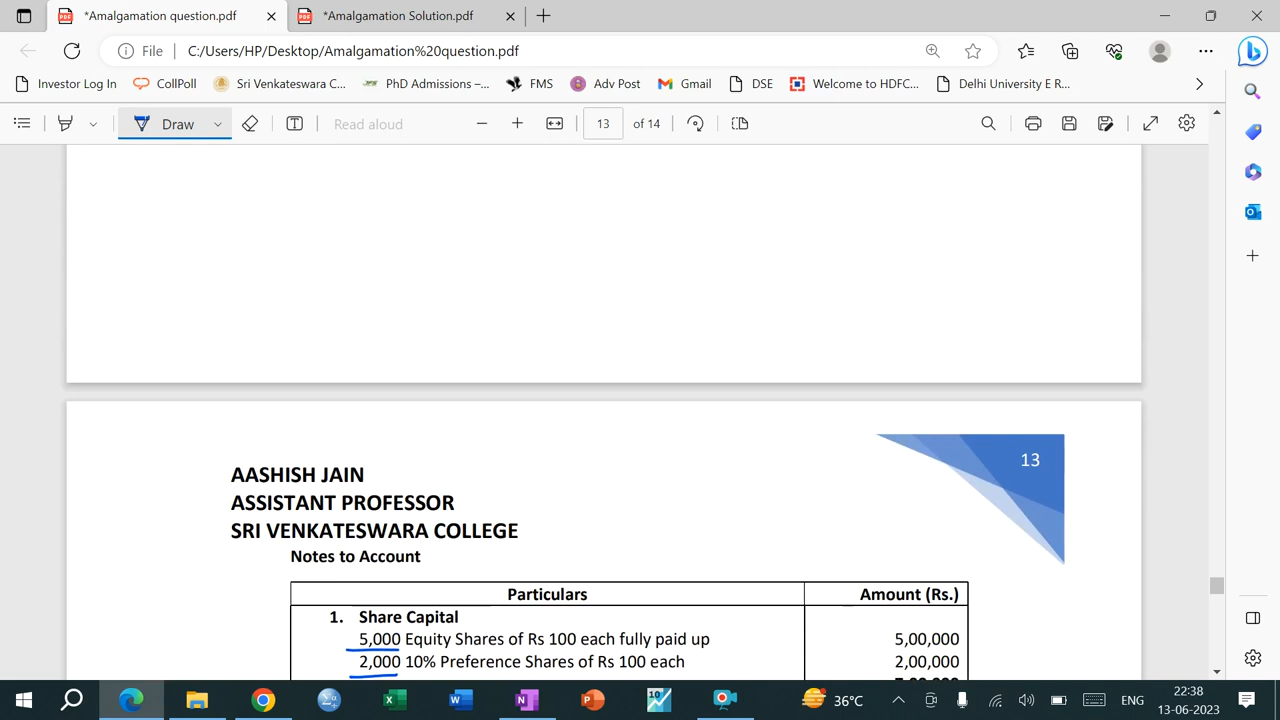 *Amalgamation question.pdf
*Amalgamation Solution.pdf
File C:/Users/HP/Desktop/Amalgamation%20question.pdf
Investor Log In CollPoll Sri Venkateswara C... PhD Admissions –... FMS Adv Post Gmail DSE Welcome to HDFC... Delhi University E R...
Draw Read aloud 13 of 14
13
AASHISH JAIN
ASSISTANT PROFESSOR
SRI VENKATESWARA COLLEGE
Notes to Account
Particulars Amount (Rs.)
1. Share Capital
5,000 Equity Shares of Rs 100 each fully paid up 5,00,000
2,000 10% Preference Shares of Rs 100 each 2,00,000
36°C ENG 22:38
13-06-2023